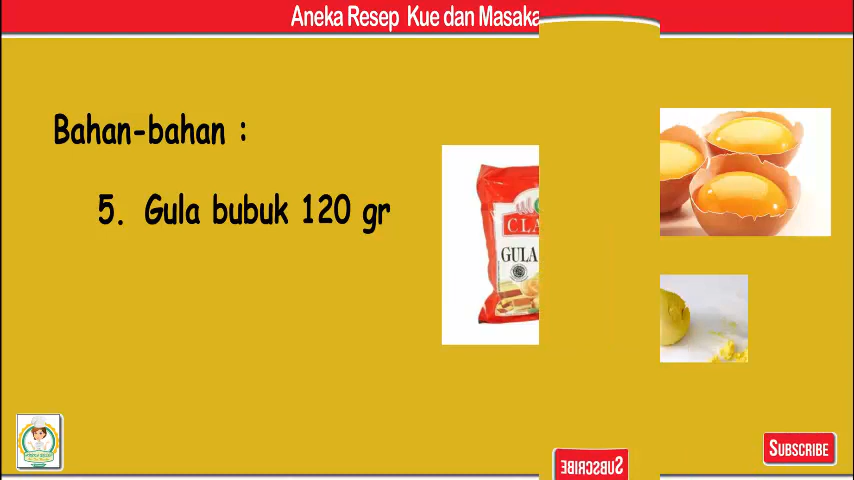 Aneka Resep Kue dan Masaka
Bahan-bahan :
5. Gula bubuk 120 gr
CLA
GULA
SUBSCRIBE
SUBSCRIBE